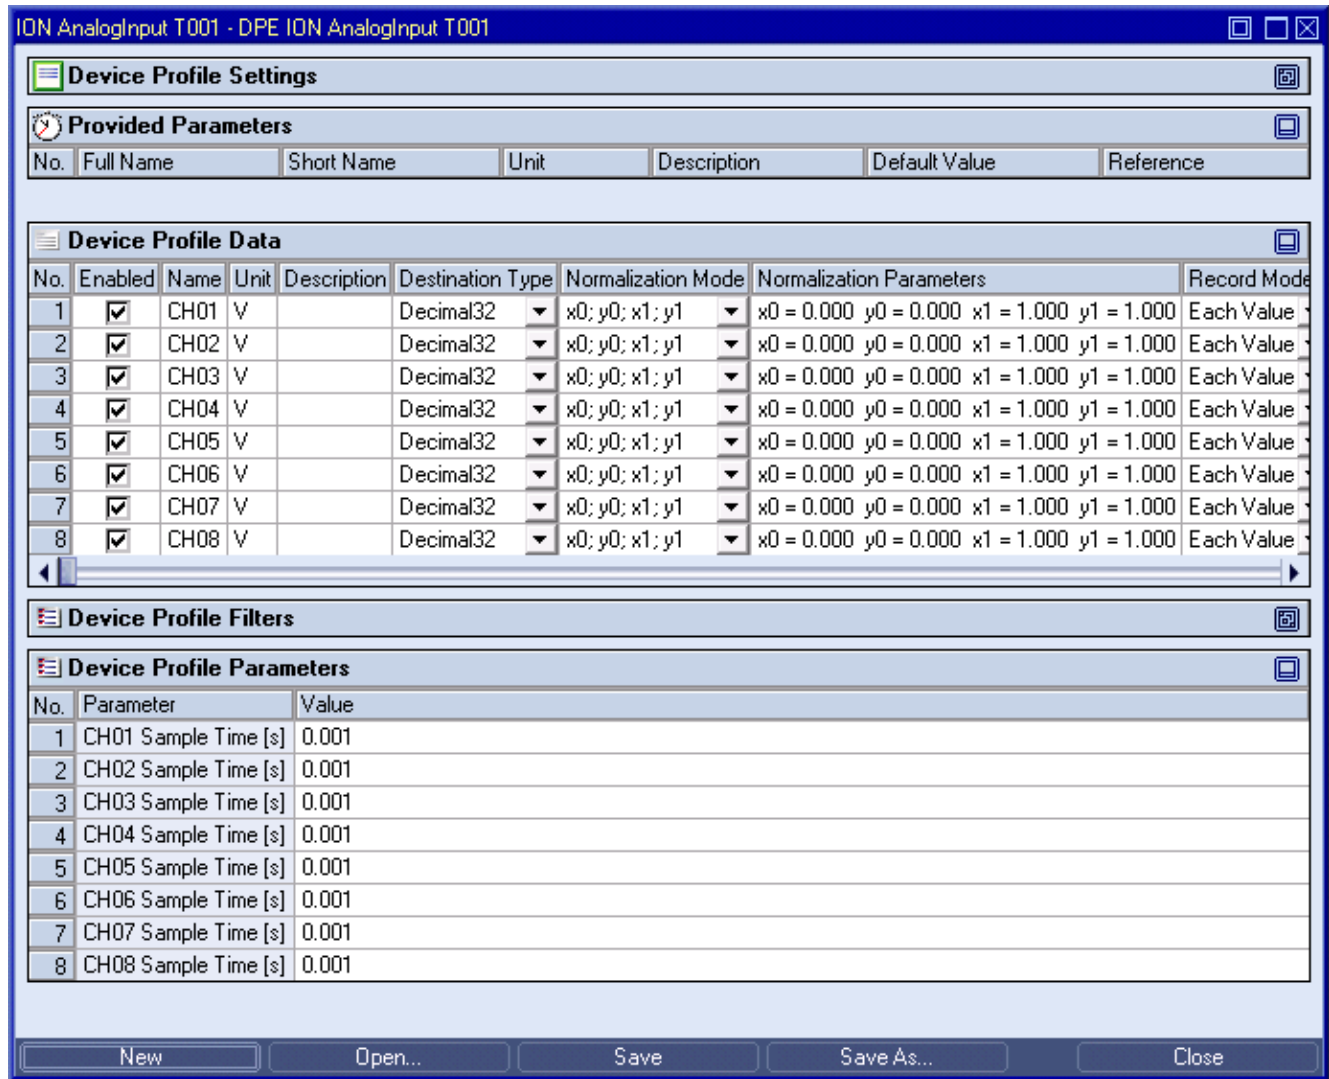 ION AnalogInput T001 - DPE ION AnalogInput T001
Device Profile Settings
Provided Parameters
No. Full Name Short Name Unit Description Default Value Reference
Device Profile Data
No. Enabled Name Unit Description Destination Type Normalization Mode Normalization Parameters Record Mode
1 CH01 V Decimal32 x0; y0; x1; y1 x0 = 0.000 y0 = 0.000 x1 = 1.000 y1 = 1.000 Each Value
2 CH02 V Decimal32 x0; y0; x1; y1 x0 = 0.000 y0 = 0.000 x1 = 1.000 y1 = 1.000 Each Value
3 CH03 V Decimal32 x0; y0; x1; y1 x0 = 0.000 y0 = 0.000 x1 = 1.000 y1 = 1.000 Each Value
4 CH04 V Decimal32 x0; y0; x1; y1 x0 = 0.000 y0 = 0.000 x1 = 1.000 y1 = 1.000 Each Value
5 CH05 V Decimal32 x0; y0; x1; y1 x0 = 0.000 y0 = 0.000 x1 = 1.000 y1 = 1.000 Each Value
6 CH06 V Decimal32 x0; y0; x1; y1 x0 = 0.000 y0 = 0.000 x1 = 1.000 y1 = 1.000 Each Value
7 CH07 V Decimal32 x0; y0; x1; y1 x0 = 0.000 y0 = 0.000 x1 = 1.000 y1 = 1.000 Each Value
8 CH08 V Decimal32 x0; y0; x1; y1 x0 = 0.000 y0 = 0.000 x1 = 1.000 y1 = 1.000 Each Value
Device Profile Filters
Device Profile Parameters
No. Parameter Value
1 CH01 Sample Time [s] 0.001
2 CH02 Sample Time [s] 0.001
3 CH03 Sample Time [s] 0.001
4 CH04 Sample Time [s] 0.001
5 CH05 Sample Time [s] 0.001
6 CH06 Sample Time [s] 0.001
7 CH07 Sample Time [s] 0.001
8 CH08 Sample Time [s] 0.001
New Open... Save Save As... Close